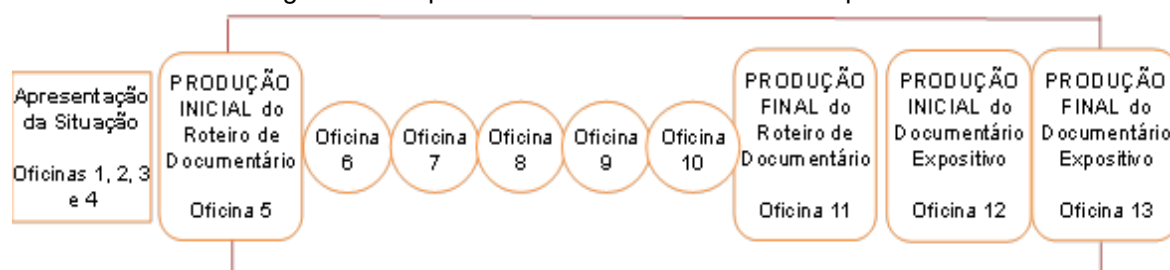 Apresentação
da Situação
Oficinas 1, 2, 3
e 4
PRODUÇÃO
INICIAL do
Roteiro de
Documentário
Oficina 5
Oficina
6
Oficina
7
Oficina
8
Oficina
9
Oficina
10
PRODUÇÃO
FINAL do
Roteiro de
Documentário
Oficina 11
PRODUÇÃO
INICIAL do
Documentário
Expositivo
Oficina 12
PRODUÇÃO
FINAL do
Documentário
Expositivo
Oficina 13